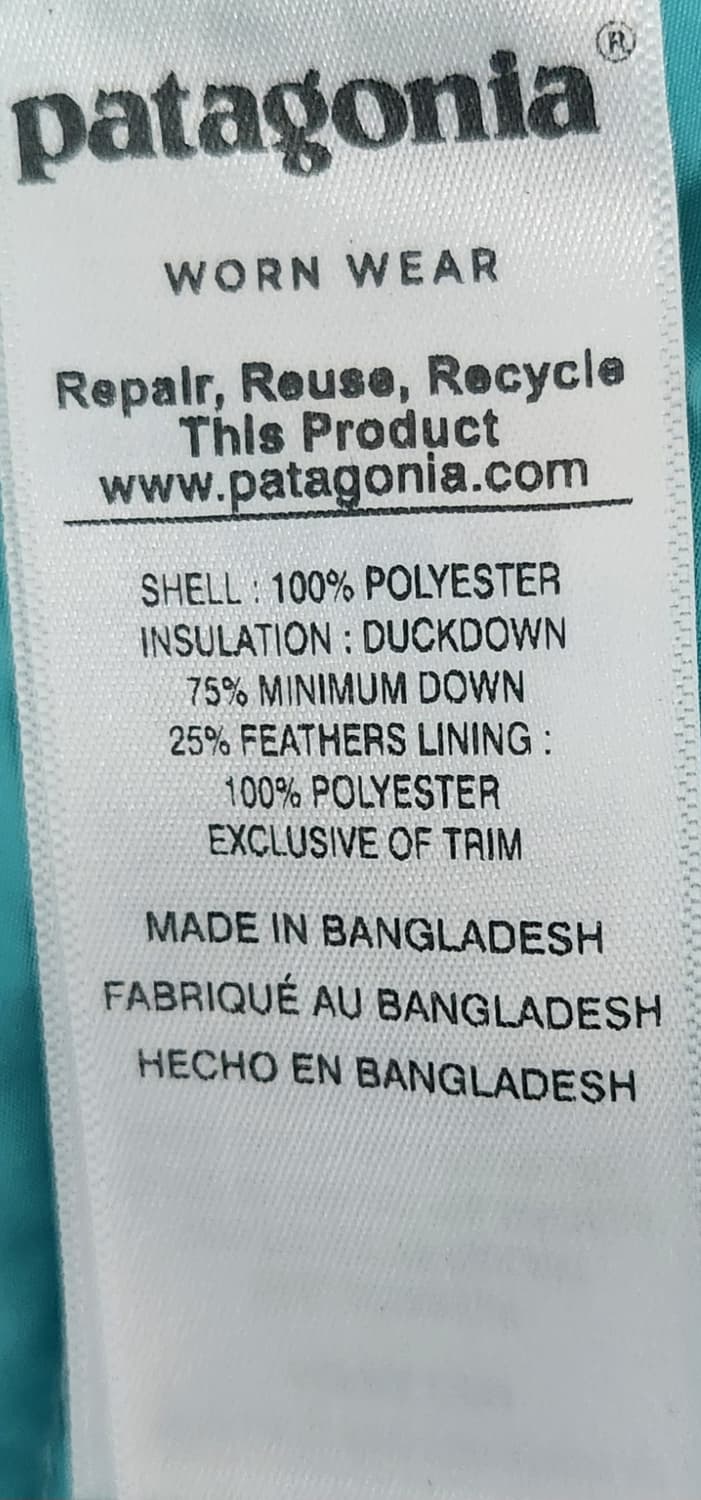 patagonia®
WORN WEAR
Repair, Reuse, Recycle
This Product
www.patagonia.com
SHELL : 100% POLYESTER
INSULATION : DUCKDOWN
75% MINIMUM DOWN
25% FEATHERS LINING :
100% POLYESTER
EXCLUSIVE OF TRIM
MADE IN BANGLADESH
FABRIQUÉ AU BANGLADESH
HECHO EN BANGLADESH